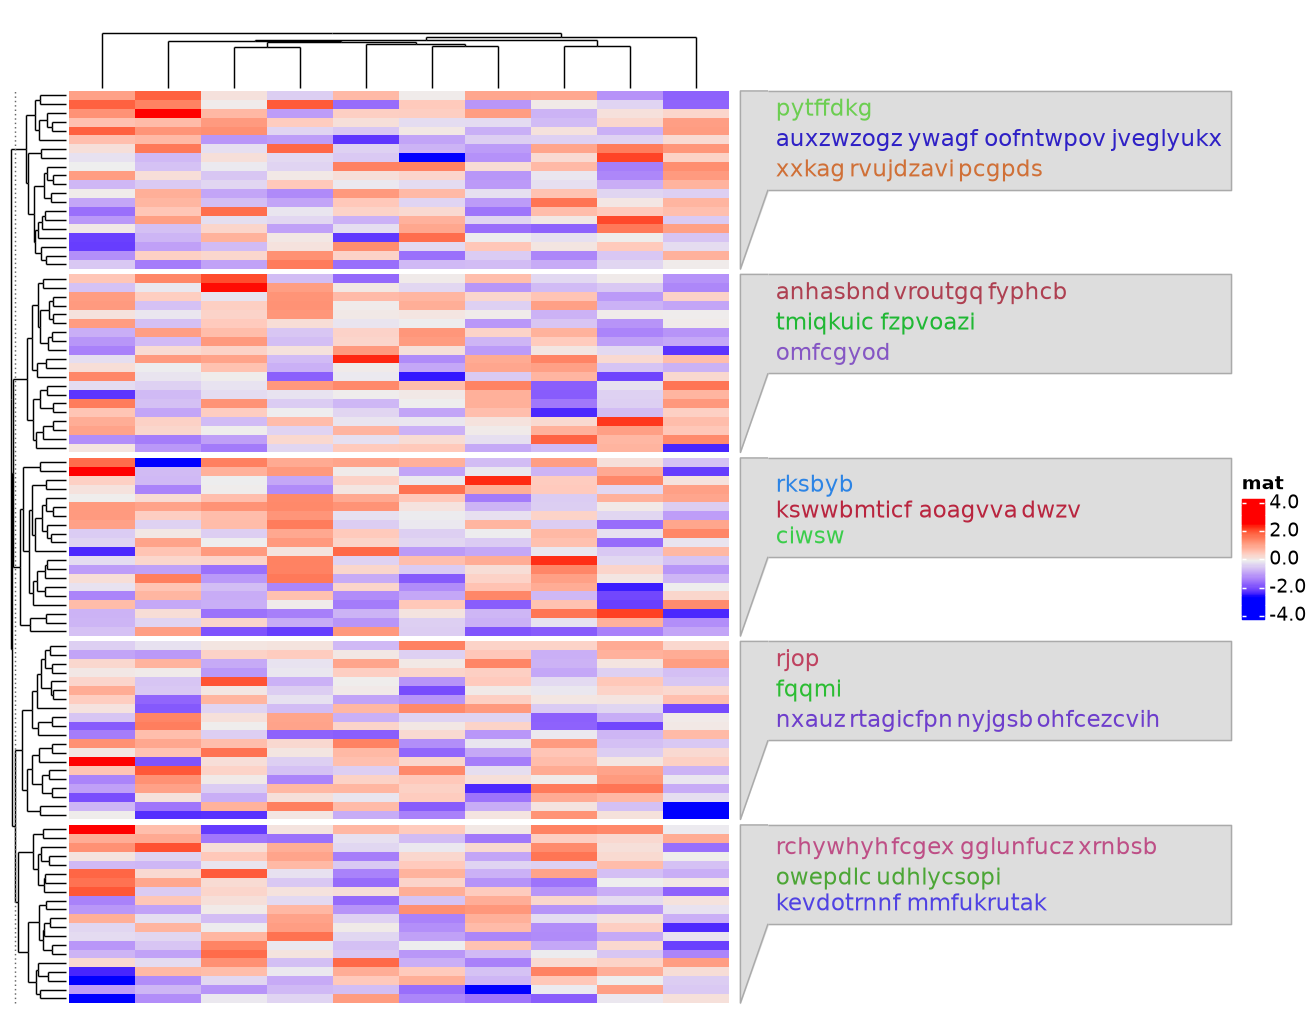 pytffdkg
auxzwzogz ywagf oofntwpov jveglyukx
xxkag rvujdzavi pcgpds
anhasbnd vroutgq fyphcb
tmiqkuic fzpvoazi
omfcgyod
rksbyb
kswwbmticf aoagvva dwzv
ciwsw
rjop
fqqmi
nxauz rtagicfpn nyjgsb ohfcezcvih
rchywhyh fcgex gglunfucz xrnbsb
owepdlc udhlycsopi
kevdotrnnf mmfukrutak
mat
4.0
2.0
0.0
-2.0
-4.0